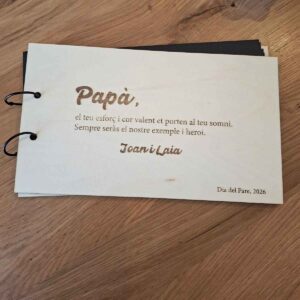 Papà,
el teu esforç i cor valent et porten al teu somni.
Sempre seràs el nostre exemple i heroi.
Joan i Laia
Dia del Pare, 2026